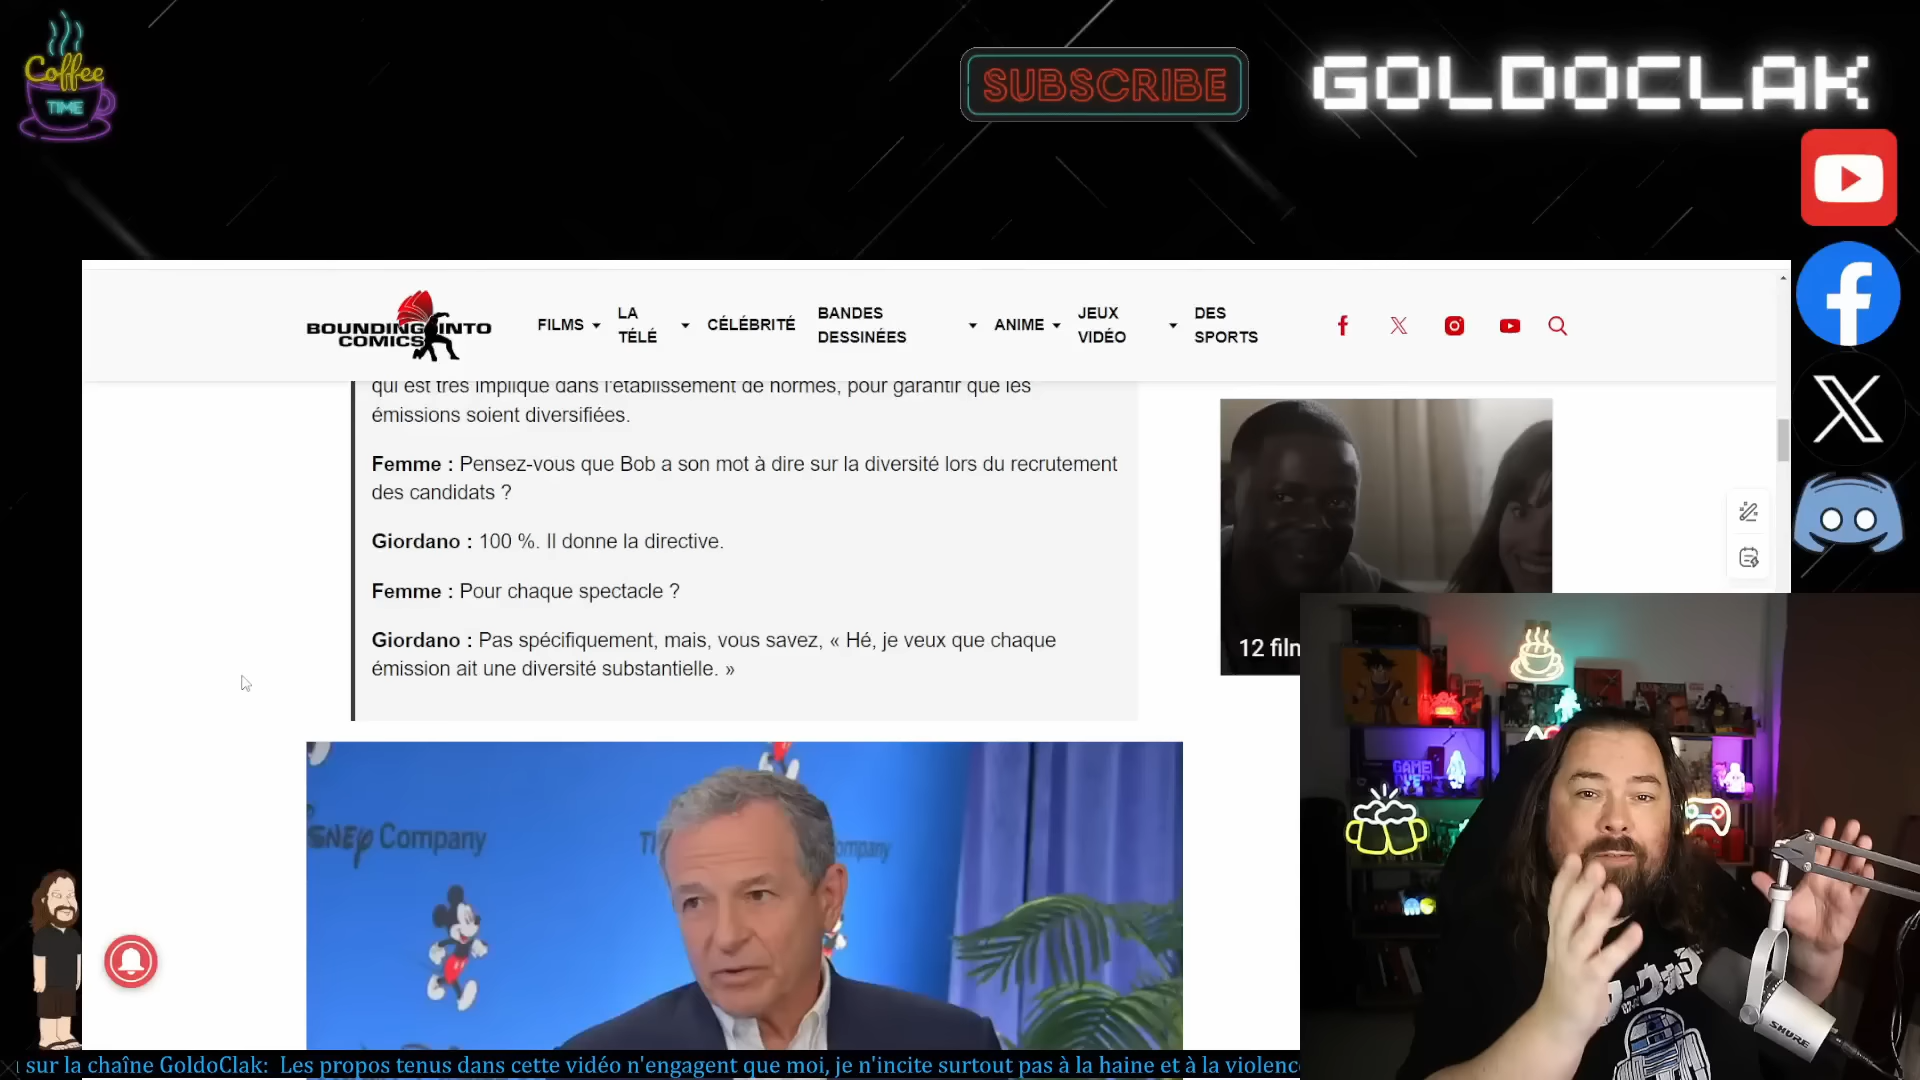 Coffee
TIME
SUBSCRIBE
GOLDOCLAK
BOUNDING INTO
COMICS
FILMS
LA
TÉLÉ
CÉLÉBRITÉ
BANDES
DESSINÉES
ANIME
JEUX
VIDÉO
DES
SPORTS
qui est très impliqué dans l'établissement de normes, pour garantir que les
émissions soient diversifiées.
Femme : Pensez-vous que Bob a son mot à dire sur la diversité lors du recrutement
des candidats ?
Giordano : 100 %. Il donne la directive.
Femme : Pour chaque spectacle ?
Giordano : Pas spécifiquement, mais, vous savez, « Hé, je veux que chaque
émission ait une diversité substantielle. »
12 film
DISNEY Company
GAME
OVER
SHURE
sur la chaîne GoldoClak: Les propos tenus dans cette vidéo n'engagent que moi, je n'incite surtout pas à la haine et à la violenc